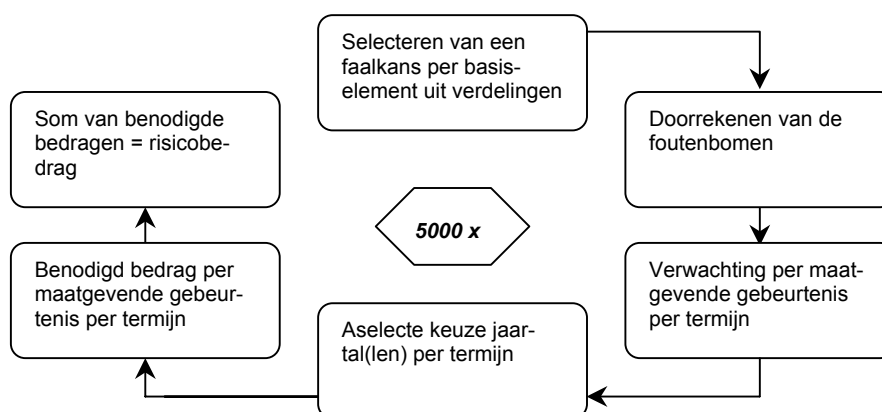 Selecteren van een
faalkans per basis-
element uit verdelingen
Doorrekenen van de
foutenbomen
Verwachting per maat-
gevende gebeurtenis
per termijn
Aselecte keuze jaar-
tal(len) per termijn
Benodigd bedrag per
maatgevende gebeur-
tenis per termijn
Som van benodigde
bedragen = risicobe-
drag
5000 x